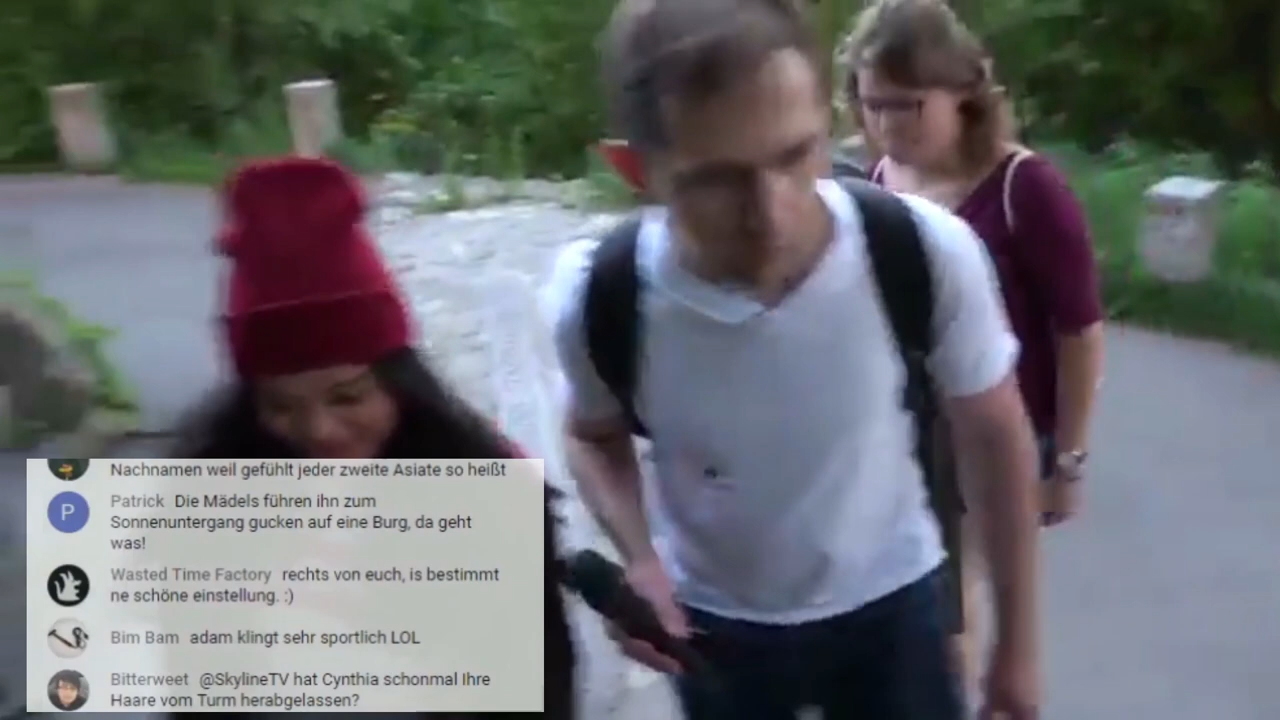 Nachnamen weil gefühlt jeder zweite Asiate so heißt
P
Patrick Die Mädels führen ihn zum
Sonnenuntergang gucken auf eine Burg, da geht
was!
Wasted Time Factory rechts von euch, is bestimmt
ne schöne einstellung. :)
Bim Bam adam klingt sehr sportlich LOL
Bitterweet @SkylineTV hat Cynthia schonmal Ihre
Haare vom Turm herabgelassen?